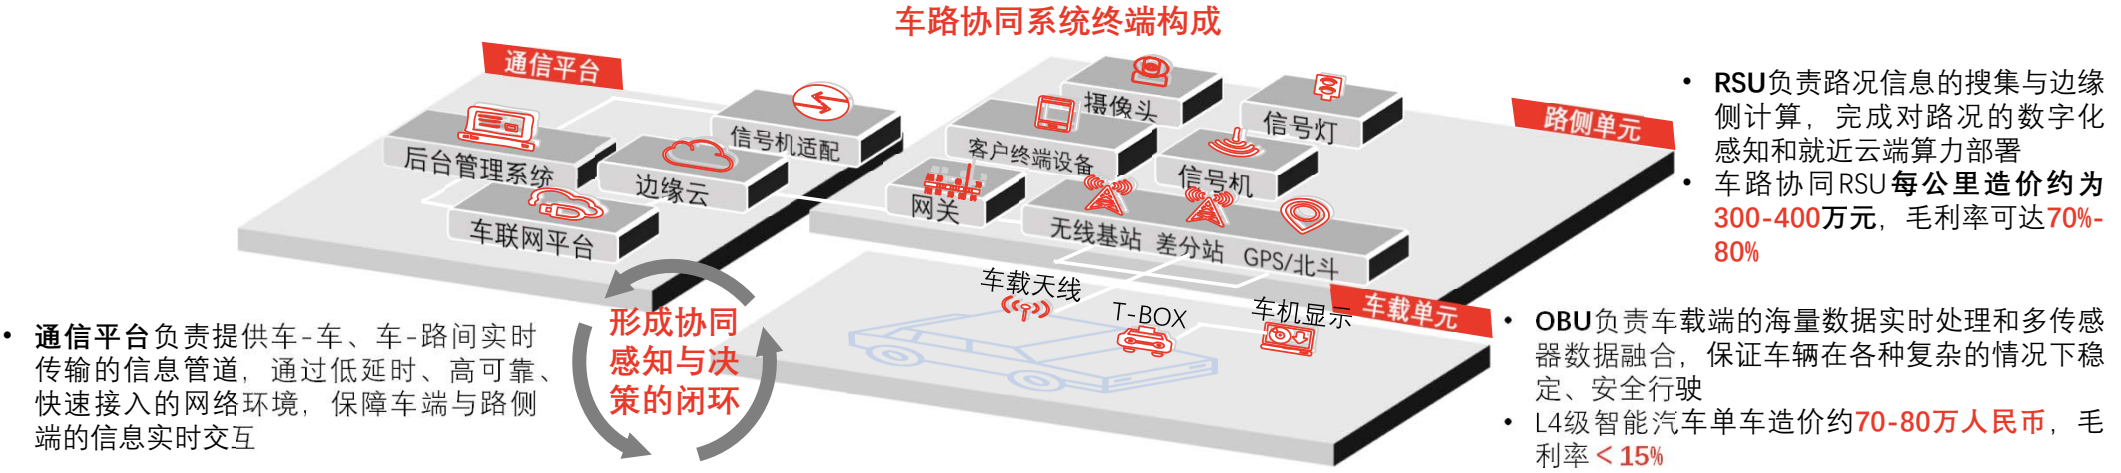 车路协同系统终端构成
通信平台
后台管理系统
信号机适配
边缘云
车联网平台
路侧单元
摄像头
信号灯
客户终端设备
信号机
网关
无线基站 差分站 GPS/北斗
车载单元
车载天线
T-BOX
车机显示
形成协同
感知与决
策的闭环
• 通信平台负责提供车-车、车-路间实时
传输的信息管道，通过低延时、高可靠、
快速接入的网络环境，保障车端与路侧
端的信息实时交互
• RSU负责路况信息的搜集与边缘
侧计算，完成对路况的数字化
感知和就近云端算力部署
• 车路协同RSU每公里造价约为
300-400万元，毛利率可达70%-
80%
• OBU负责车载端的海量数据实时处理和多传感
器数据融合，保证车辆在各种复杂的情况下稳
定、安全行驶
• L4级智能汽车单车造价约70-80万人民币，毛
利率＜15%